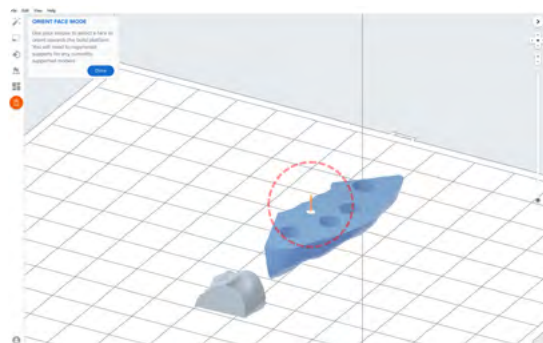 File Edit View Help
ORIENT FACE MODE
Use your mouse to select a face to
orient towards the build platform.
You will need to regenerate
supports for any currently
supported models.
Done